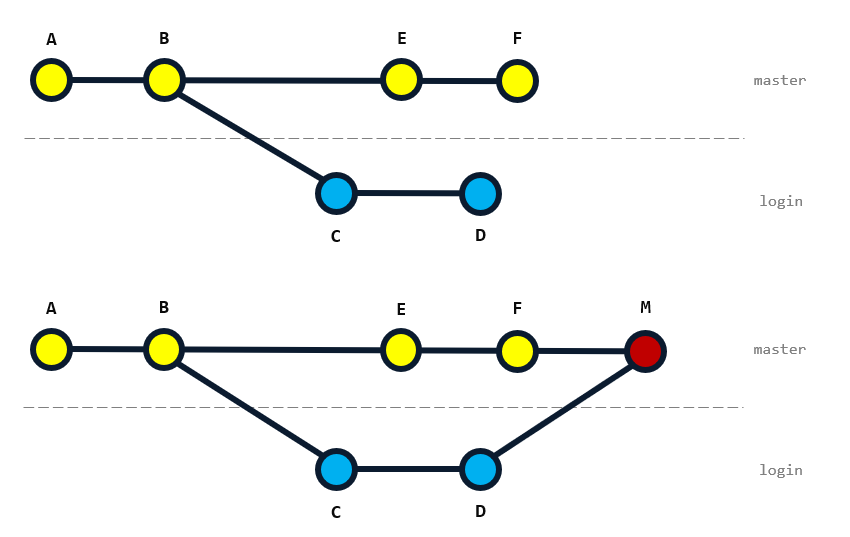 A B E F
master
login
C D
A B E F M
master
login
C D